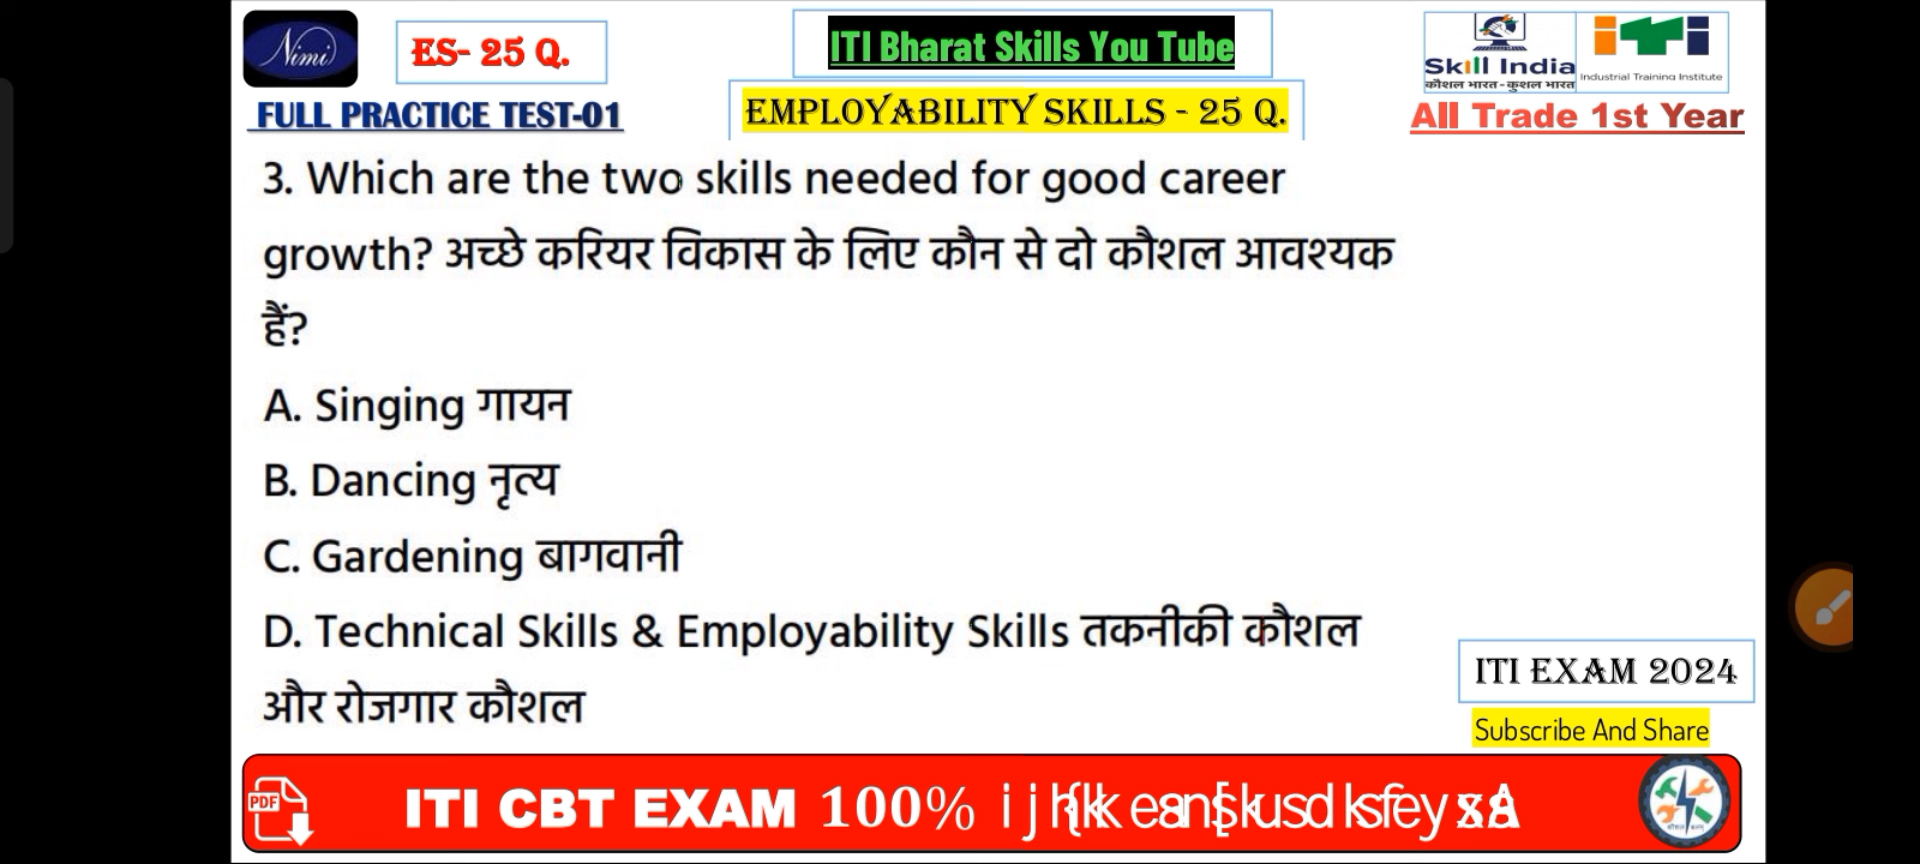 Nimi
ES- 25 Q.
ITI Bharat Skills You Tube
Skill India
कौशल भारत - कुशल भारत
iTi
Industrial Training Institute
FULL PRACTICE TEST-01
EMPLOYABILITY SKILLS - 25 Q.
All Trade 1st Year
3. Which are the two skills needed for good career
growth? अच्छे करियर विकास के लिए कौन से दो कौशल आवश्यक
हैं?
A. Singing गायन
B. Dancing नृत्य
C. Gardening बागवानी
D. Technical Skills & Employability Skills तकनीकी कौशल
और रोजगार कौशल
ITI EXAM 2024
Subscribe And Share
PDF
ITI CBT EXAM 100%